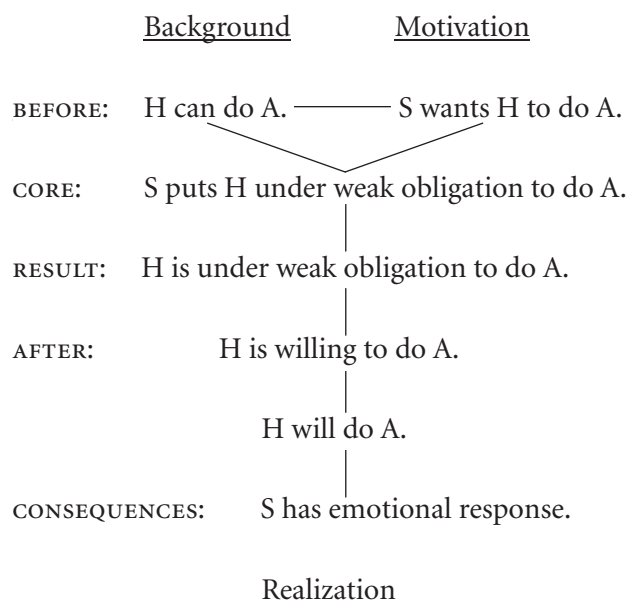 Background Motivation
BEFORE: H can do A. S wants H to do A.
CORE: S puts H under weak obligation to do A.
RESULT: H is under weak obligation to do A.
AFTER: H is willing to do A.
H will do A.
CONSEQUENCES: S has emotional response.
Realization